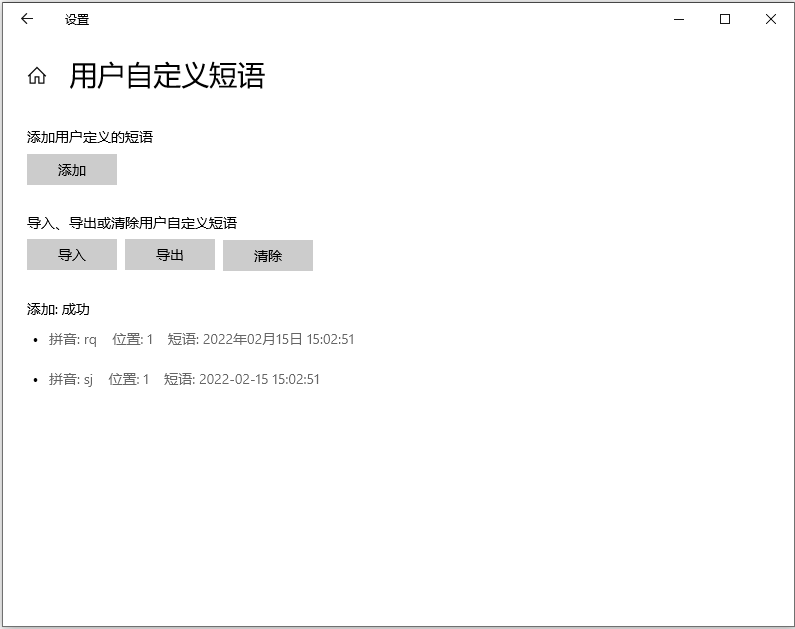 设置
用户自定义短语
添加用户定义的短语
添加
导入、导出或清除用户自定义短语
导入 导出 清除
添加: 成功
• 拼音: rq 位置: 1 短语: 2022年02月15日 15:02:51
• 拼音: sj 位置: 1 短语: 2022-02-15 15:02:51